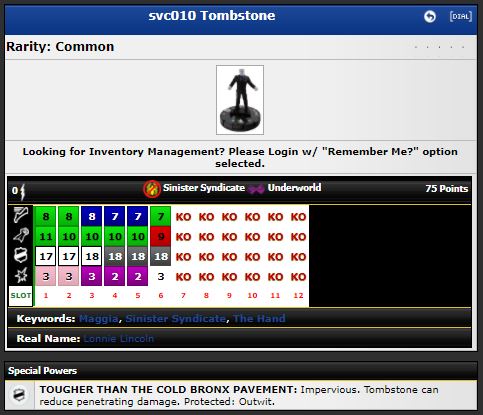 svc010 Tombstone
[DIAL]
Rarity: Common
Looking for Inventory Management? Please Login w/ "Remember Me?" option
selected.
0 Sinister Syndicate Underworld 75 Points
8 8 8 7 7 7 KO KO KO KO KO KO
11 10 10 10 10 9 KO KO KO KO KO KO
17 17 17 18 18 18 KO KO KO KO KO KO
3 3 3 2 2 3 KO KO KO KO KO KO
SLOT 1 2 3 4 5 6 7 8 9 10 11 12
Keywords: Maggia, Sinister Syndicate, The Hand
Real Name: Lonnie Lincoln
Special Powers
TOUGHER THAN THE COLD BRONX PAVEMENT: Impervious. Tombstone can
reduce penetrating damage. Protected: Outwit.